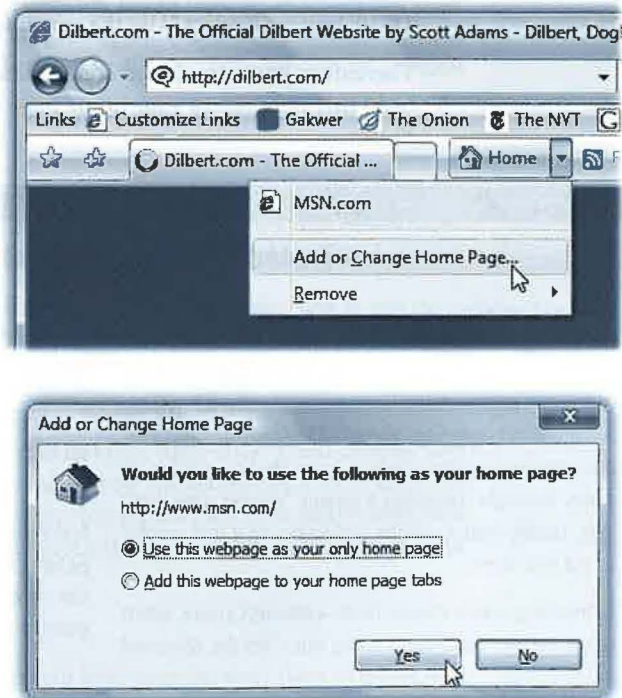 Dilbert.com - The Official Dilbert Website by Scott Adams - Dilbert, Dog
http://dilbert.com/
Links Customize Links Gakwer The Onion The NYT G
Dilbert.com - The Official ... Home F
MSN.com
Add or Change Home Page...
Remove
Add or Change Home Page
Would you like to use the following as your home page?
http://www.msn.com/
Use this webpage as your only home page
Add this webpage to your home page tabs
Yes No